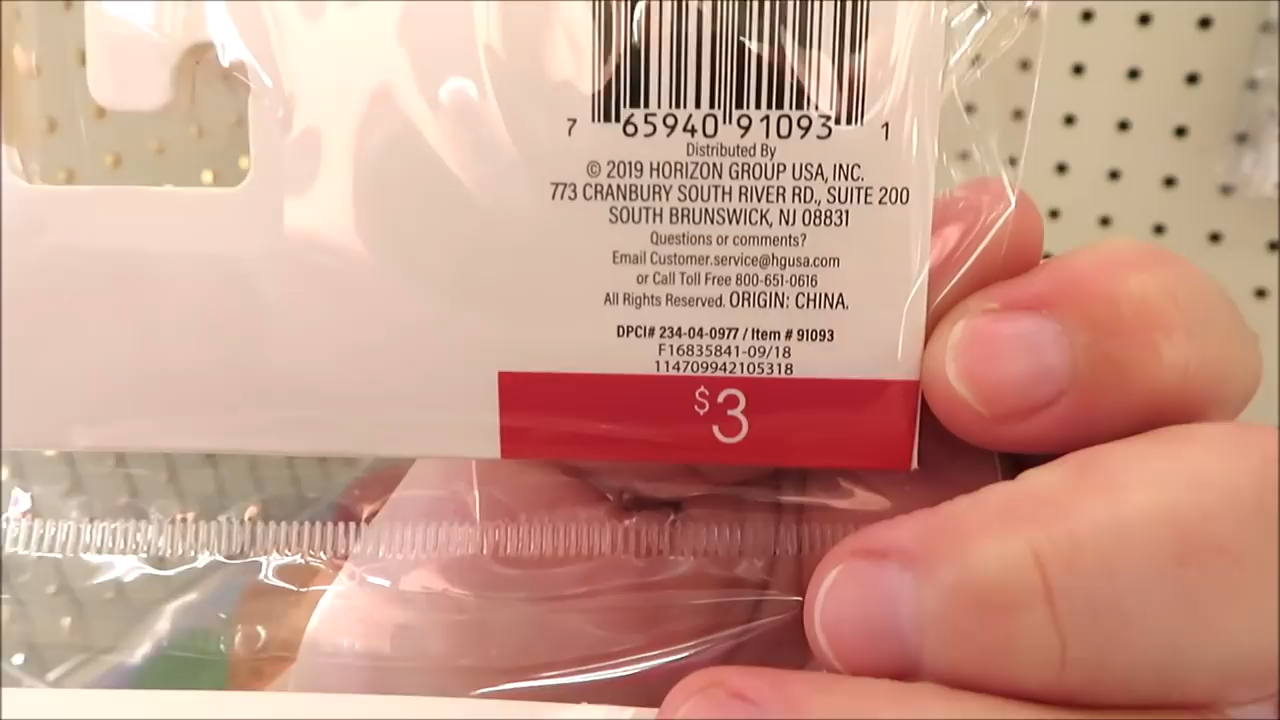 7 65940 91093 1
Distributed By
© 2019 HORIZON GROUP USA, INC.
773 CRANBURY SOUTH RIVER RD., SUITE 200
SOUTH BRUNSWICK, NJ 08831
Questions or comments?
Email Customer.service@hgusa.com
or Call Toll Free 800-651-0616
All Rights Reserved. ORIGIN: CHINA.
DPCI# 234-04-0977 / Item # 91093
F16835841-09/18
114709942105318
$3